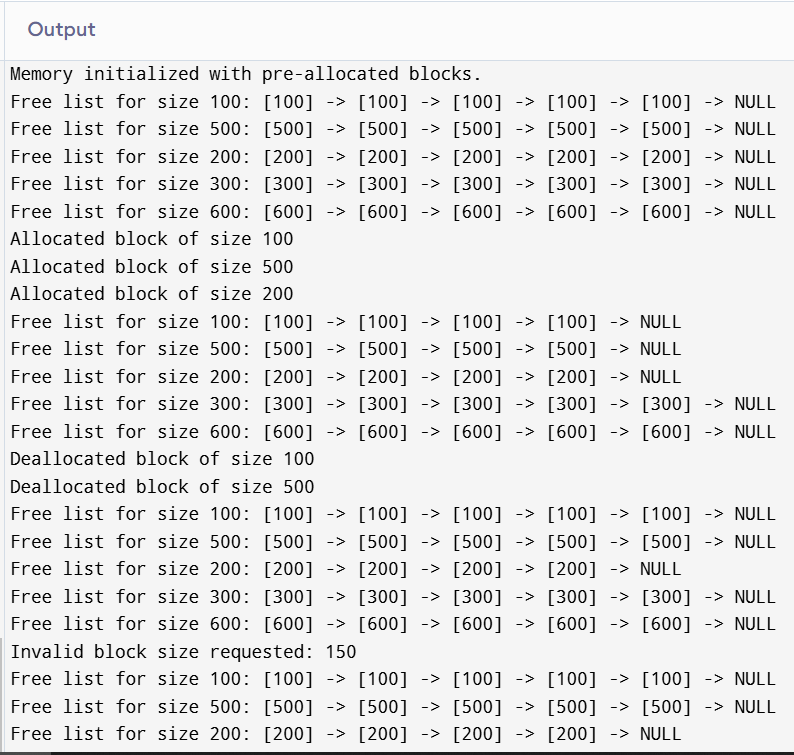 Output
Memory initialized with pre-allocated blocks.
Free list for size 100: [100] -> [100] -> [100] -> [100] -> [100] -> NULL
Free list for size 500: [500] -> [500] -> [500] -> [500] -> [500] -> NULL
Free list for size 200: [200] -> [200] -> [200] -> [200] -> [200] -> NULL
Free list for size 300: [300] -> [300] -> [300] -> [300] -> [300] -> NULL
Free list for size 600: [600] -> [600] -> [600] -> [600] -> [600] -> NULL
Allocated block of size 100
Allocated block of size 500
Allocated block of size 200
Free list for size 100: [100] -> [100] -> [100] -> [100] -> NULL
Free list for size 500: [500] -> [500] -> [500] -> [500] -> NULL
Free list for size 200: [200] -> [200] -> [200] -> [200] -> NULL
Free list for size 300: [300] -> [300] -> [300] -> [300] -> [300] -> NULL
Free list for size 600: [600] -> [600] -> [600] -> [600] -> [600] -> NULL
Deallocated block of size 100
Deallocated block of size 500
Free list for size 100: [100] -> [100] -> [100] -> [100] -> [100] -> NULL
Free list for size 500: [500] -> [500] -> [500] -> [500] -> [500] -> NULL
Free list for size 200: [200] -> [200] -> [200] -> [200] -> NULL
Free list for size 300: [300] -> [300] -> [300] -> [300] -> [300] -> NULL
Free list for size 600: [600] -> [600] -> [600] -> [600] -> [600] -> NULL
Invalid block size requested: 150
Free list for size 100: [100] -> [100] -> [100] -> [100] -> [100] -> NULL
Free list for size 500: [500] -> [500] -> [500] -> [500] -> [500] -> NULL
Free list for size 200: [200] -> [200] -> [200] -> [200] -> NULL